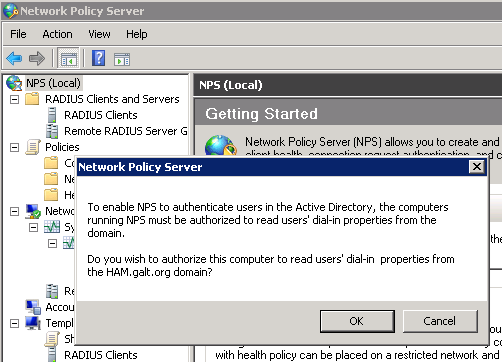 Network Policy Server
File Action View Help
NPS (Local)
RADIUS Clients and Servers
RADIUS Clients
Remote RADIUS Server G
Policies
Co
Ne
He
Netwo
Sy
Re
Accou
Templ
Sh
RADIUS Clients
NPS (Local)
Getting Started
Network Policy Server (NPS) allows you to create and
client health, connection request authentication, and c
Network Policy Server
To enable NPS to authenticate users in the Active Directory, the computers
running NPS must be authorized to read users' dial-in properties from the
domain.
Do you wish to authorize this computer to read users' dial-in properties from
the HAM.galt.org domain?
OK Cancel
the
you
with health policy can be placed on a restricted network and